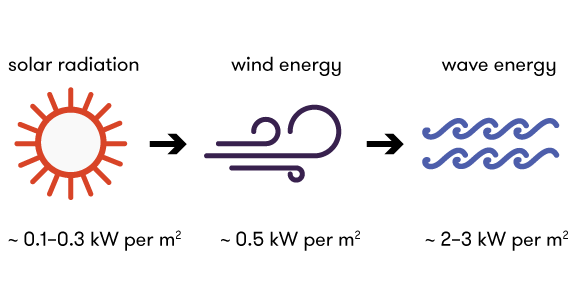 solar radiation
wind energy
wave energy
~ 0.1–0.3 kW per m²
~ 0.5 kW per m²
~ 2–3 kW per m²